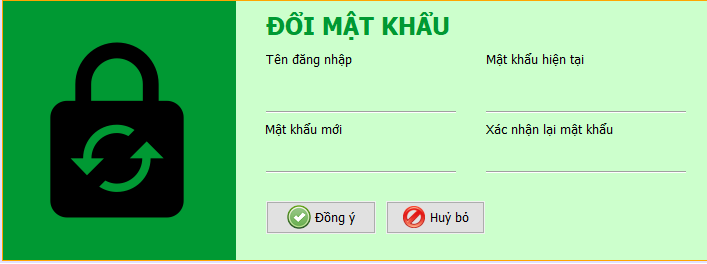 ĐỔI MẬT KHẨU
Tên đăng nhập
Mật khẩu hiện tại
Mật khẩu mới
Xác nhận lại mật khẩu
Đồng ý
Huỷ bỏ